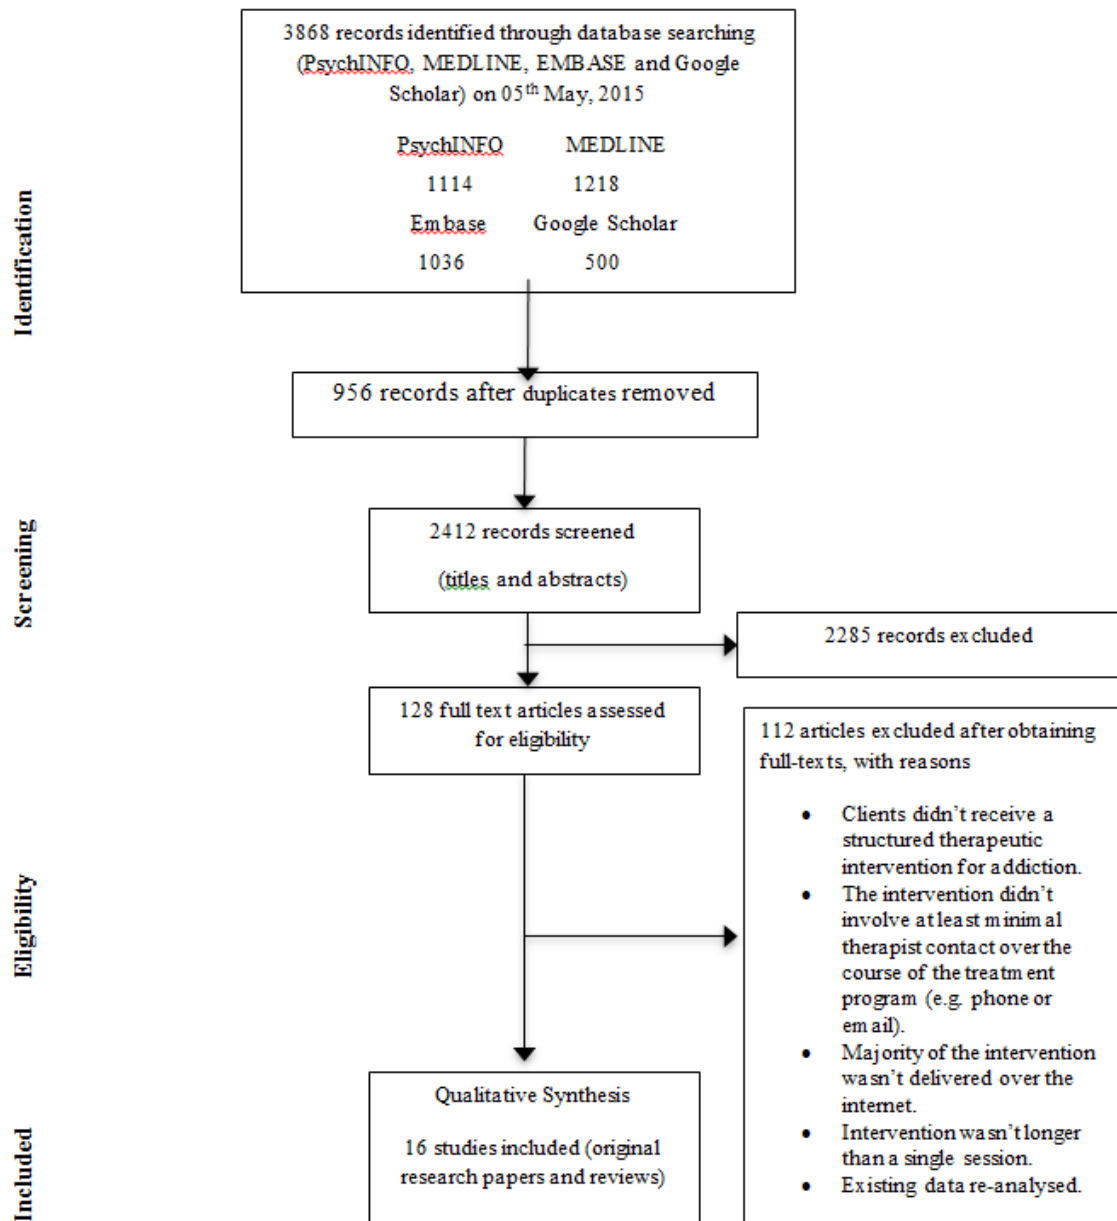 3868 records identified through database searching
(PsychINFO, MEDLINE, EMBASE and Google
Scholar) on 05th May, 2015
PsychINFO MEDLINE
1114 1218
Embase Google Scholar
1036 500
Identification
956 records after duplicates removed
Screening
2412 records screened
(titles and abstracts)
2285 records excluded
128 full text articles assessed
for eligibility
112 articles excluded after obtaining
full-texts, with reasons
• Clients didn't receive a
structured therapeutic
intervention for addiction.
• The intervention didn't
involve at least minimal
therapist contact over the
course of the treatment
program (e.g. phone or
email).
• Majority of the intervention
wasn't delivered over the
internet.
• Intervention wasn't longer
than a single session.
• Existing data re-analysed.
Eligibility
Included
Qualitative Synthesis
16 studies included (original
research papers and reviews)